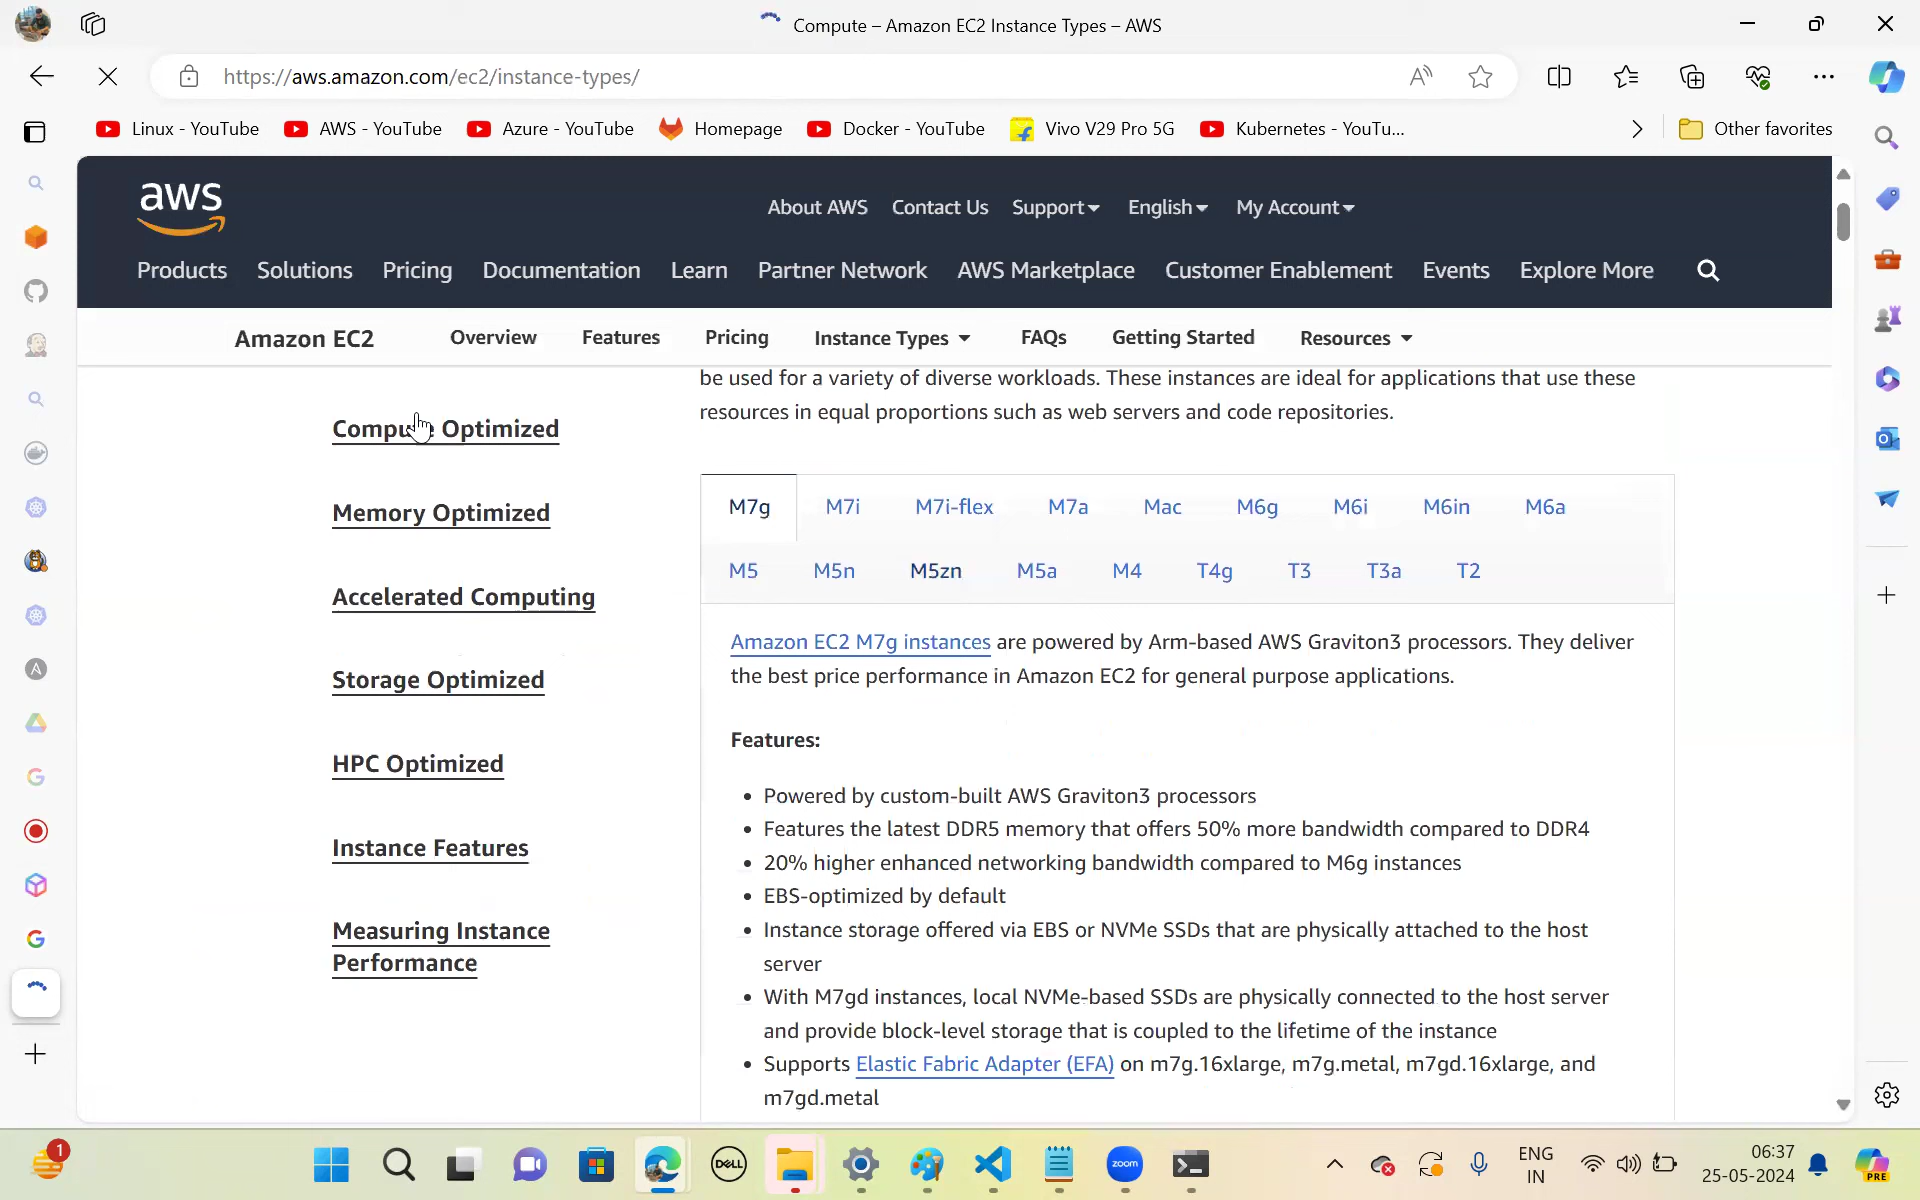 Compute – Amazon EC2 Instance Types – AWS
https://aws.amazon.com/ec2/instance-types/
Linux - YouTube
AWS - YouTube
Azure - YouTube
Homepage
Docker - YouTube
Vivo V29 Pro 5G
Kubernetes - YouTu...
Other favorites
aws
About AWS
Contact Us
Support
English
My Account
Products
Solutions
Pricing
Documentation
Learn
Partner Network
AWS Marketplace
Customer Enablement
Events
Explore More
Amazon EC2
Overview
Features
Pricing
Instance Types
FAQs
Getting Started
Resources
Compute Optimized
Memory Optimized
Accelerated Computing
Storage Optimized
HPC Optimized
Instance Features
Measuring Instance
Performance
be used for a variety of diverse workloads. These instances are ideal for applications that use these
resources in equal proportions such as web servers and code repositories.
M7g M7i M7i-flex M7a Mac M6g M6i M6in M6a
M5 M5n M5zn M5a M4 T4g T3 T3a T2
Amazon EC2 M7g instances are powered by Arm-based AWS Graviton3 processors. They deliver
the best price performance in Amazon EC2 for general purpose applications.
Features:
• Powered by custom-built AWS Graviton3 processors
• Features the latest DDR5 memory that offers 50% more bandwidth compared to DDR4
• 20% higher enhanced networking bandwidth compared to M6g instances
• EBS-optimized by default
• Instance storage offered via EBS or NVMe SSDs that are physically attached to the host
server
• With M7gd instances, local NVMe-based SSDs are physically connected to the host server
and provide block-level storage that is coupled to the lifetime of the instance
• Supports Elastic Fabric Adapter (EFA) on m7g.16xlarge, m7g.metal, m7gd.16xlarge, and
m7gd.metal
1
DELL
zoom
ENG
IN
06:37
25-05-2024
PRE